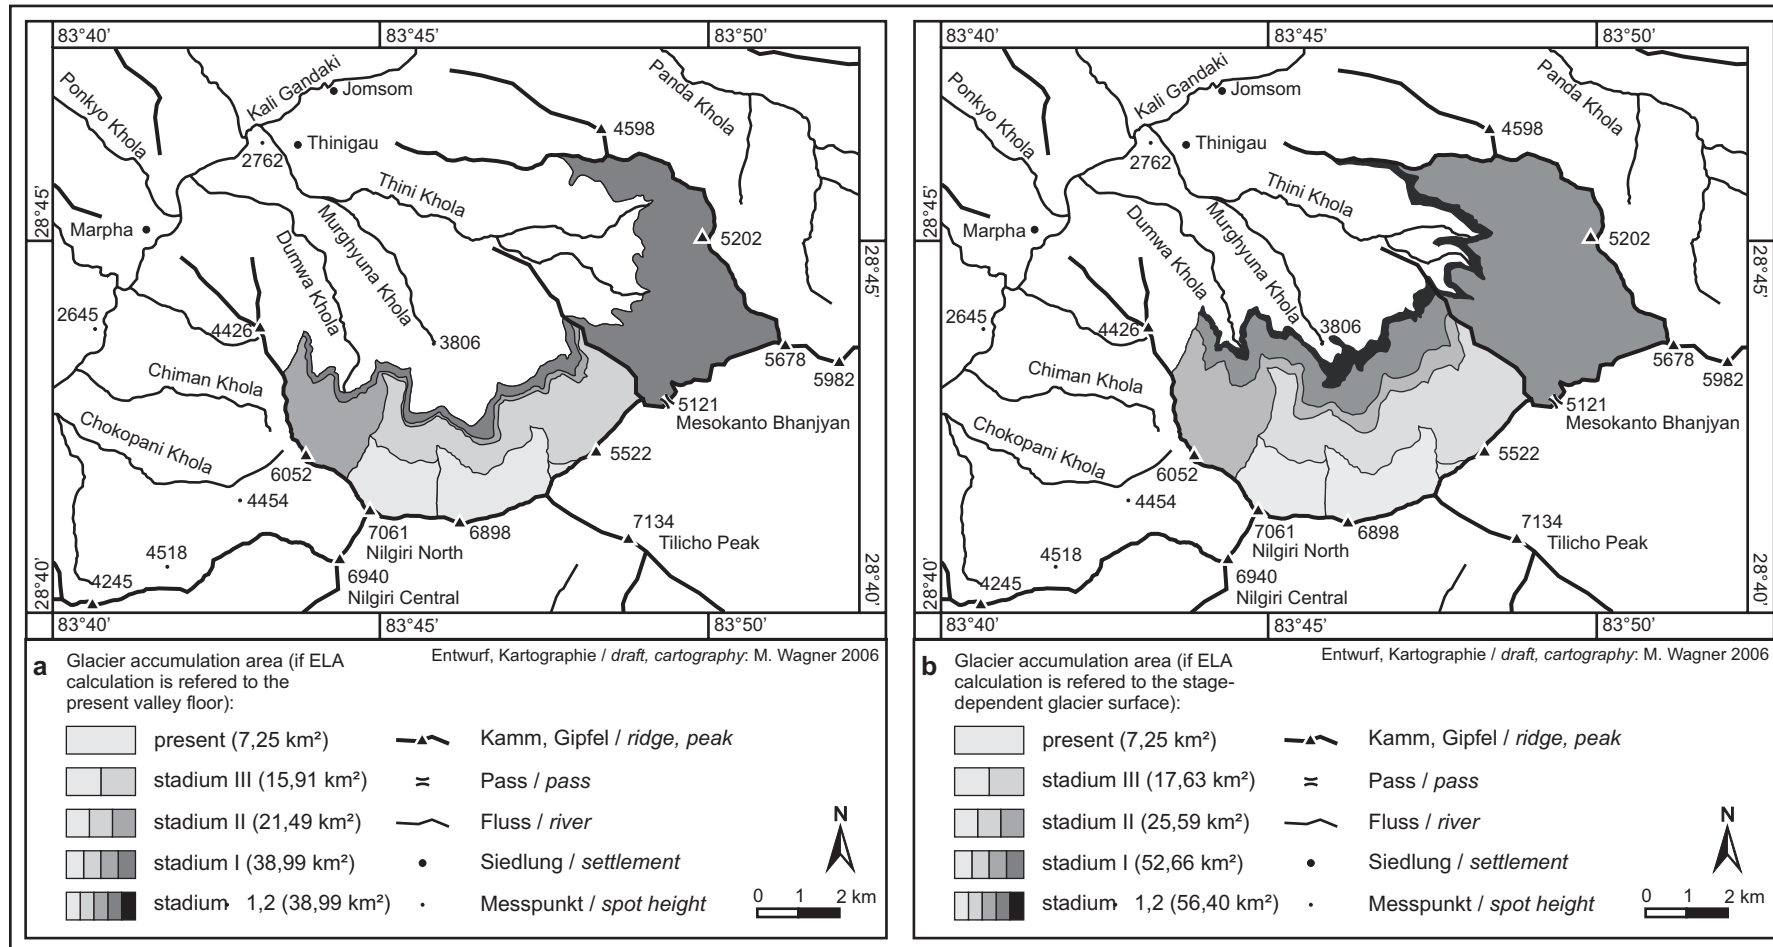 83°40’ 83°45’ 83°50’
Ponkyo Khola
Kali Gandaki
Jomsom
Panda Khola
4598
Thinigau
2762
Thini Khola
28°45’
Marpha
Murghyuna Khola
Dumwa Khola
5202
28°45’
2645
4426
3806
5678
5982
Chiman Khola
5121
Mesokanto Bhanjyan
Chokopani Khola
5522
6052
4454
7061
Nilgiri North
6898
7134
Tilicho Peak
4518
6940
Nilgiri Central
4245
28°40’
28°40’
83°40’ 83°45’ 83°50’
a Glacier accumulation area (if ELA
calculation is refered to the
present valley floor):
Entwurf, Kartographie / draft, cartography: M. Wagner 2006
present (7,25 km²) Kamm, Gipfel / ridge, peak
stadium III (15,91 km²) Pass / pass
stadium II (21,49 km²) Fluss / river
stadium I (38,99 km²) Siedlung / settlement
stadium 1,2 (38,99 km²) Messpunkt / spot height
N
0 1 2 km
83°40’ 83°45’ 83°50’
Ponkyo Khola
Kali Gandaki
Jomsom
Panda Khola
4598
Thinigau
2762
Thini Khola
28°45’
Marpha
Murghyuna Khola
Dumwa Khola
5202
28°45’
2645
4426
3806
5678
5982
Chiman Khola
5121
Mesokanto Bhanjyan
Chokopani Khola
5522
6052
4454
7061
Nilgiri North
6898
7134
Tilicho Peak
4518
6940
Nilgiri Central
4245
28°40’
28°40’
83°40’ 83°45’ 83°50’
b Glacier accumulation area (if ELA
calculation is refered to the stage-
dependent glacier surface):
Entwurf, Kartographie / draft, cartography: M. Wagner 2006
present (7,25 km²) Kamm, Gipfel / ridge, peak
stadium III (17,63 km²) Pass / pass
stadium II (25,59 km²) Fluss / river
stadium I (52,66 km²) Siedlung / settlement
stadium 1,2 (56,40 km²) Messpunkt / spot height
N
0 1 2 km